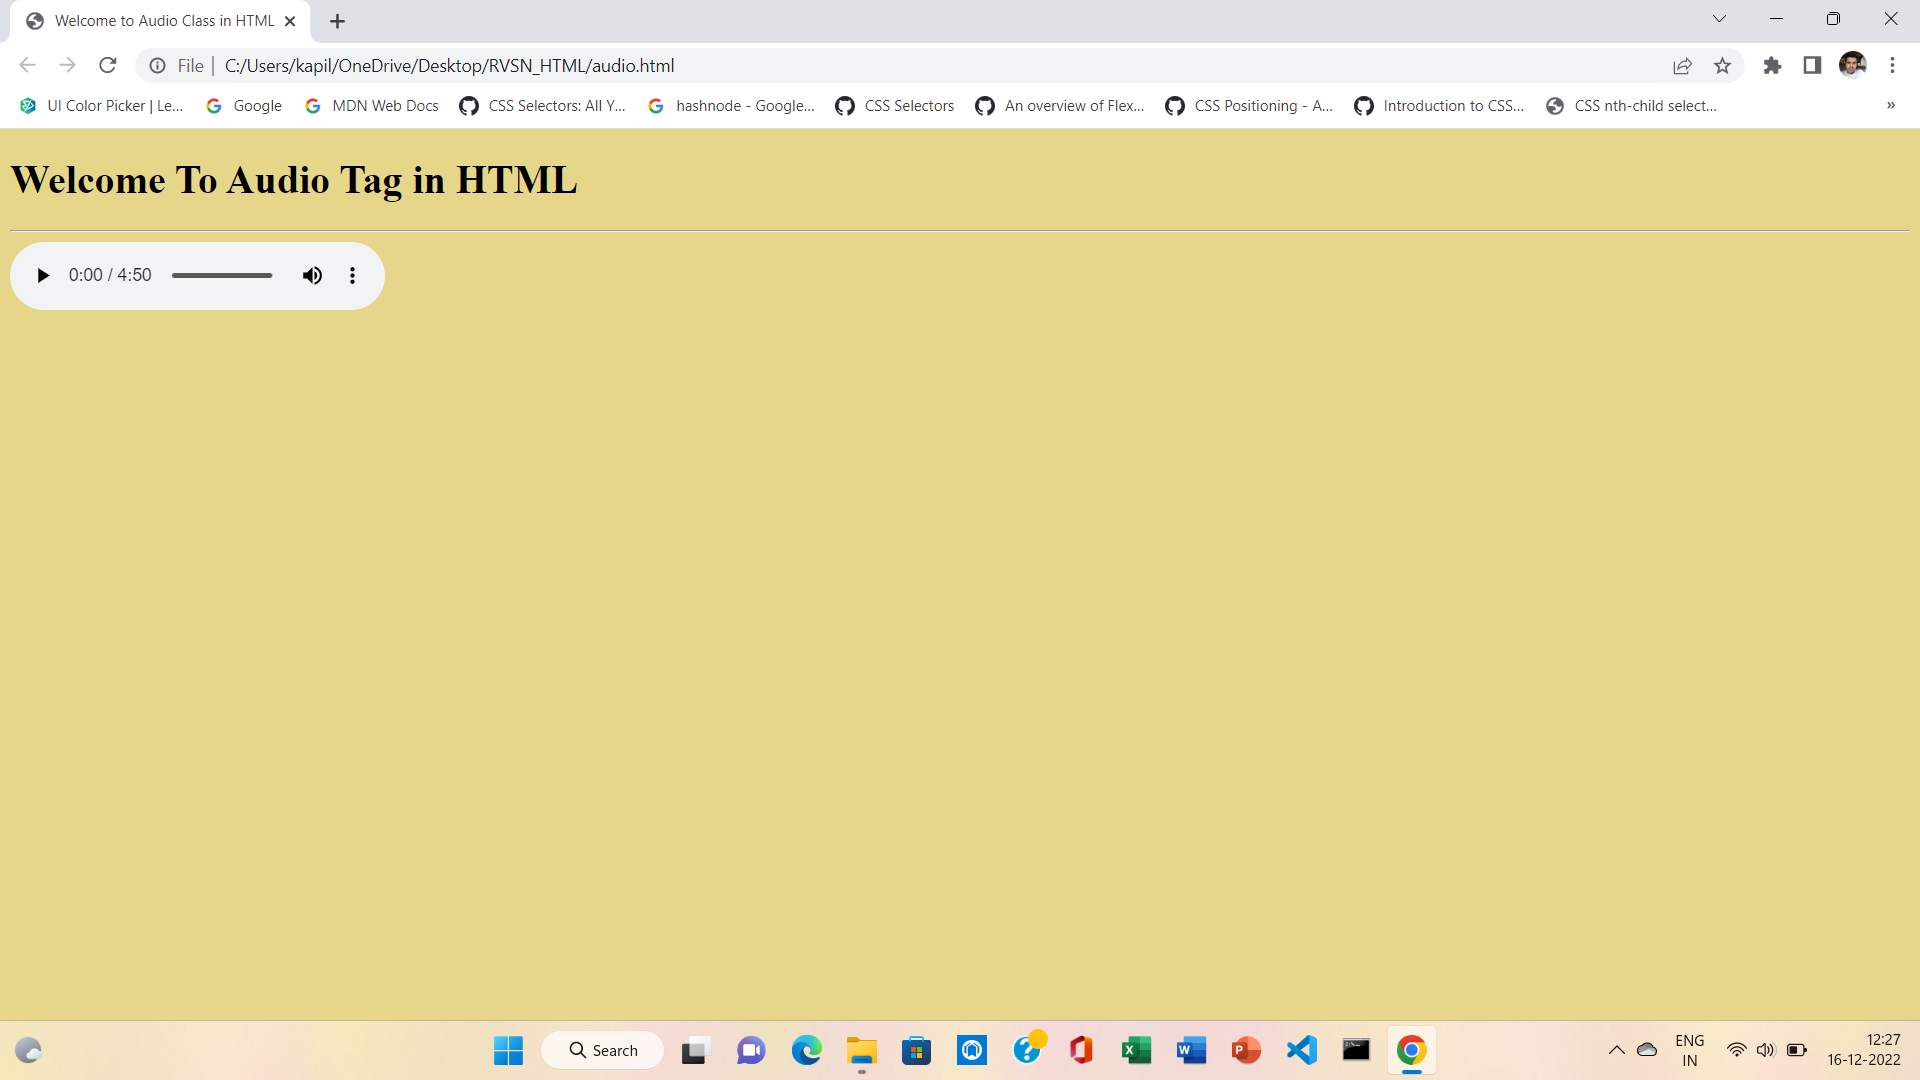 Welcome to Audio Class in HTML
File | C:/Users/kapil/OneDrive/Desktop/RVSN_HTML/audio.html
UI Color Picker | Le... Google MDN Web Docs CSS Selectors: All Y... hashnode - Google... CSS Selectors An overview of Flex... CSS Positioning - A... Introduction to CSS... CSS nth-child select... »
Welcome To Audio Tag in HTML
0:00 / 4:50
Search
ENG
IN
12:27
16-12-2022